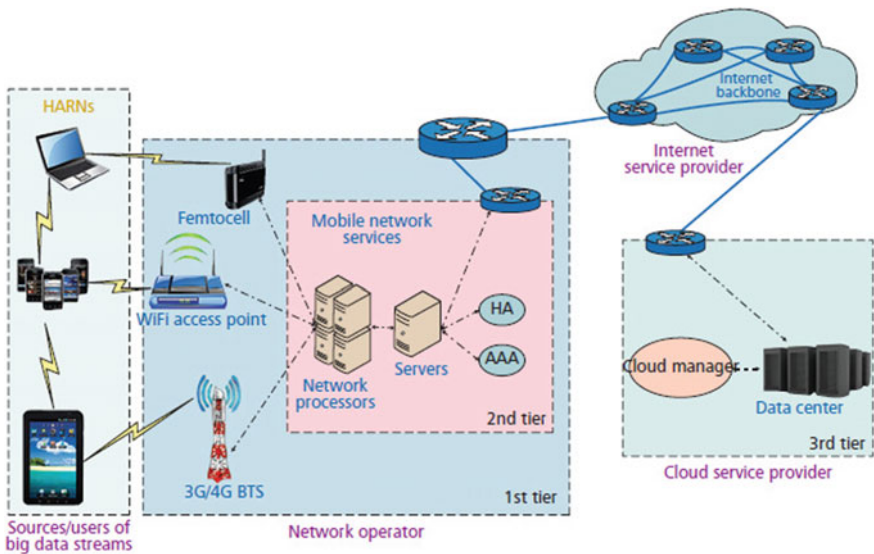 HARNs
Sources/users of
big data streams
Femtocell
WiFi access point
3G/4G BTS
1st tier
Network operator
Mobile network
services
Network
processors
Servers
HA
AAA
2nd tier
Internet
backbone
Internet
service provider
Cloud manager
Data center
3rd tier
Cloud service provider